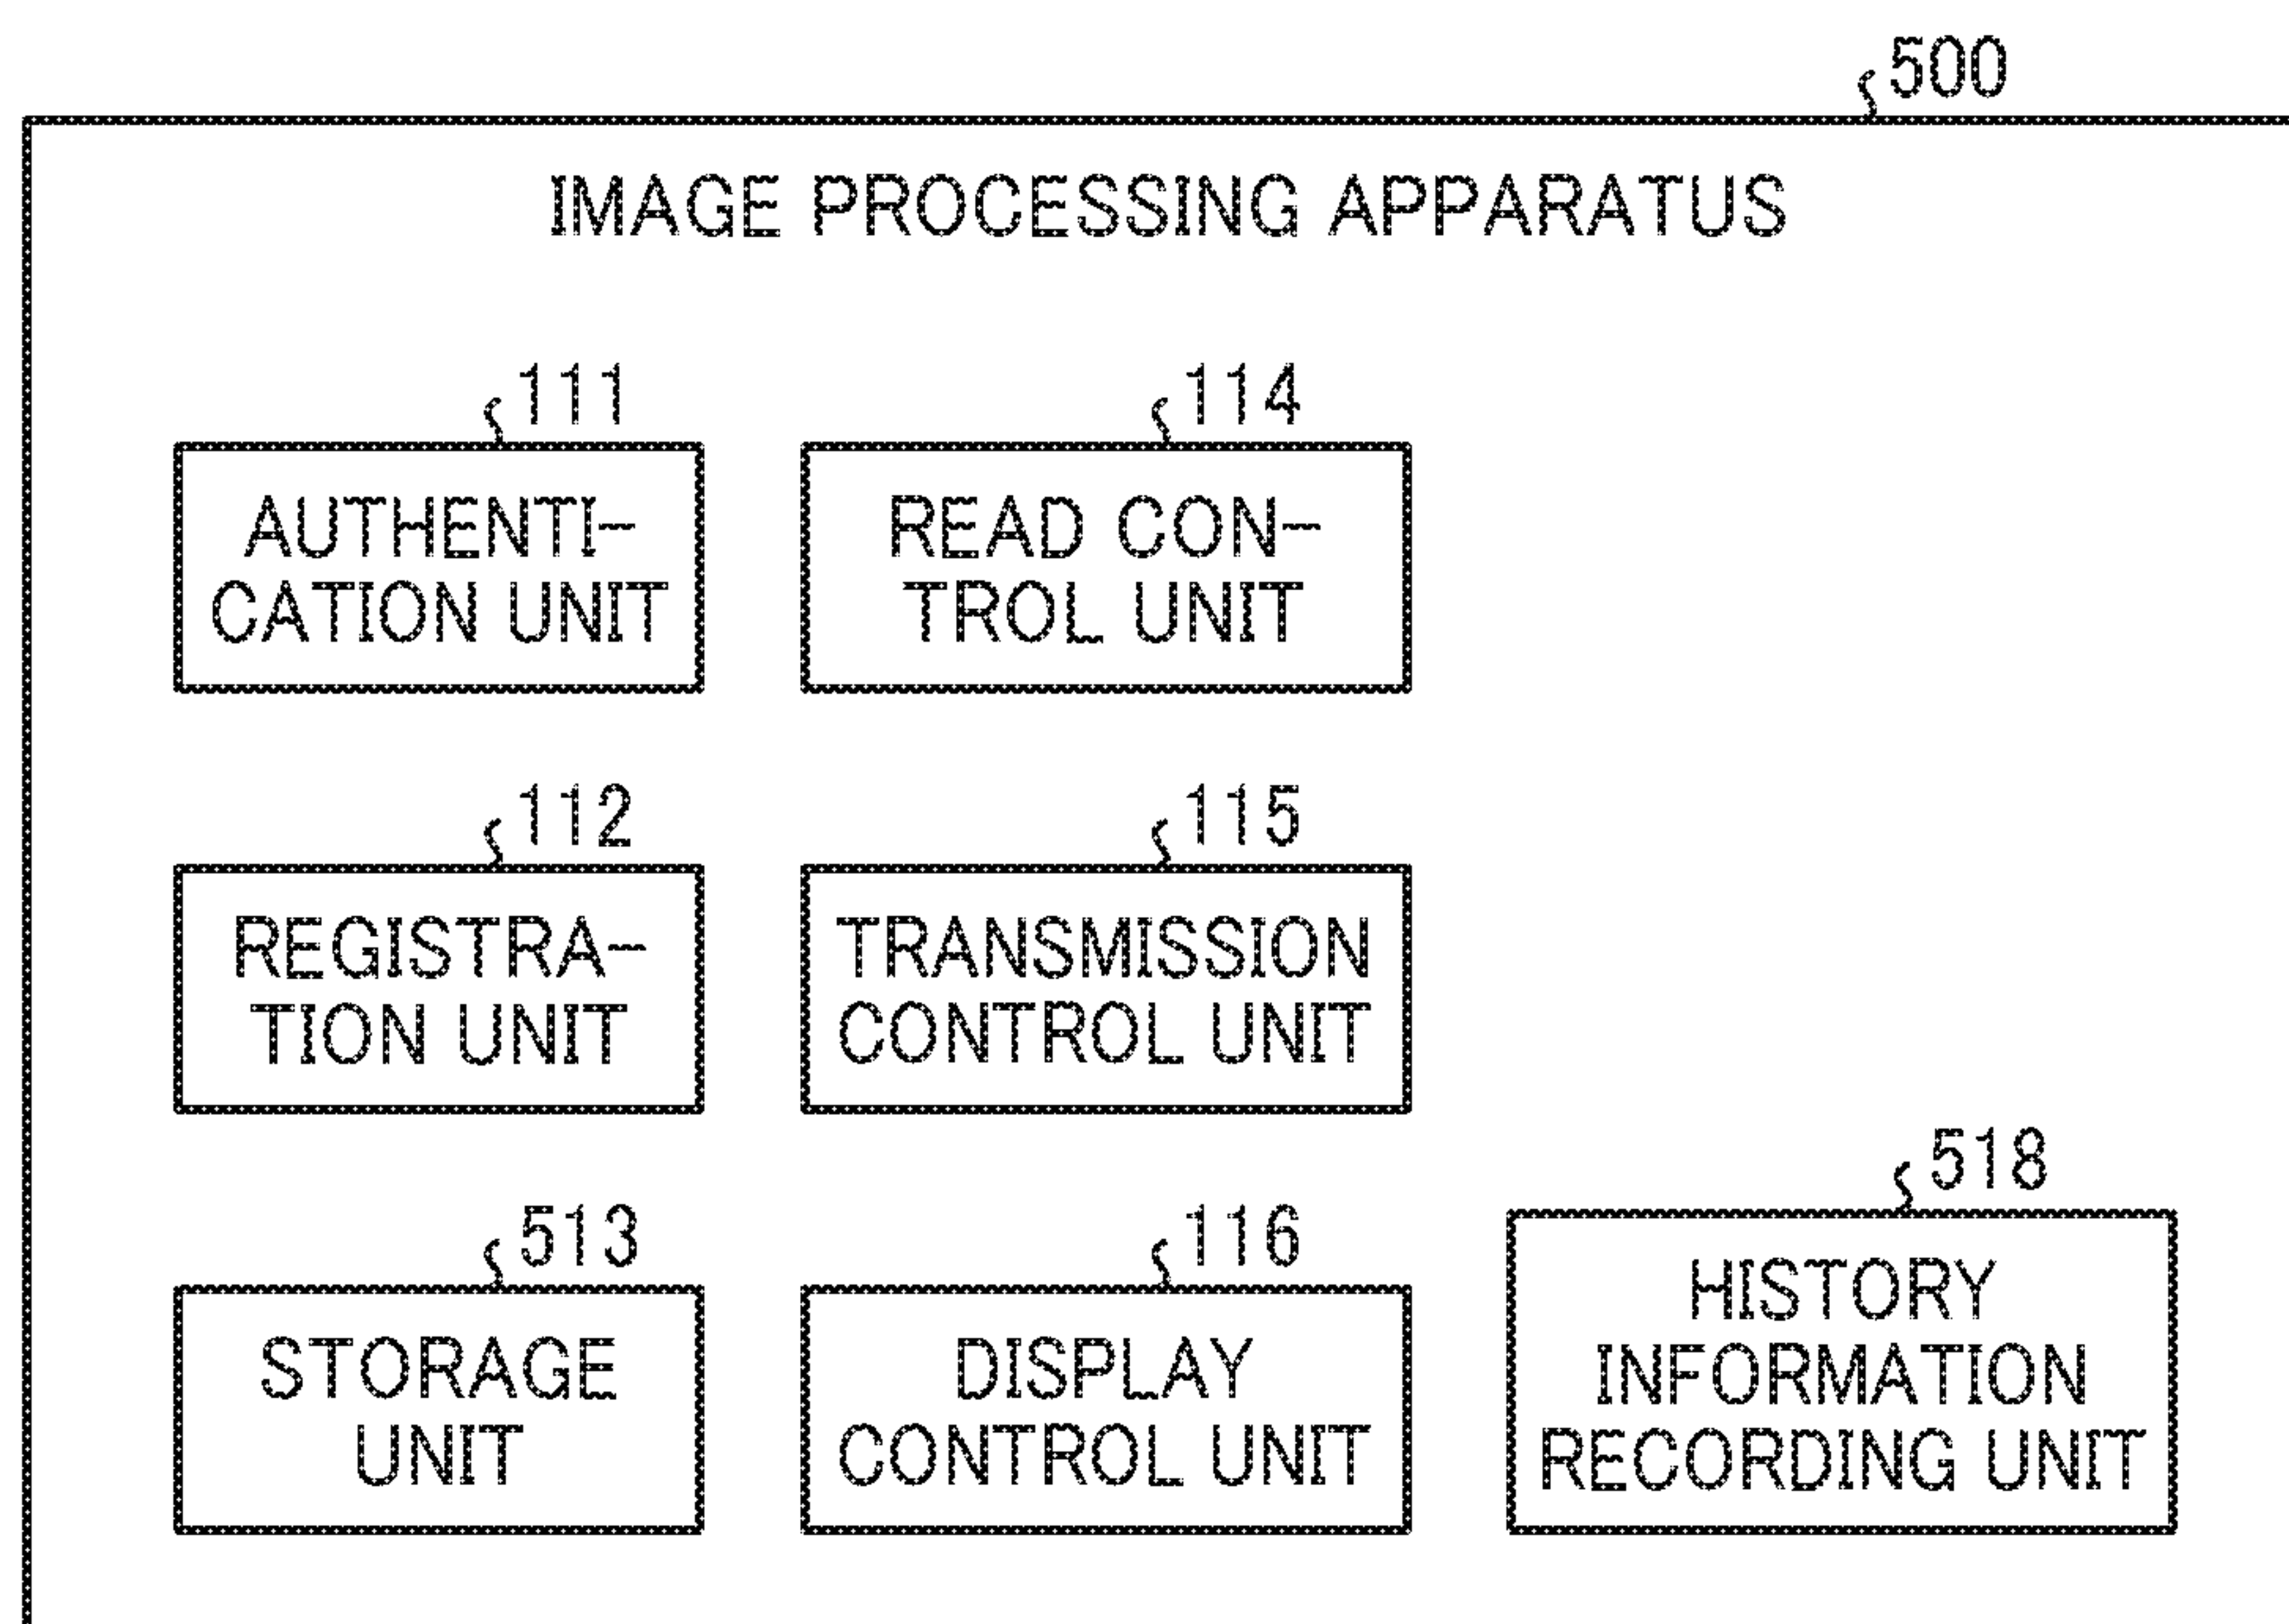 500
IMAGE PROCESSING APPARATUS
111
AUTHENTI-
CATION UNIT
114
READ CON-
TROL UNIT
112
REGISTRA-
TION UNIT
115
TRANSMISSION
CONTROL UNIT
513
STORAGE
UNIT
116
DISPLAY
CONTROL UNIT
518
HISTORY
INFORMATION
RECORDING UNIT